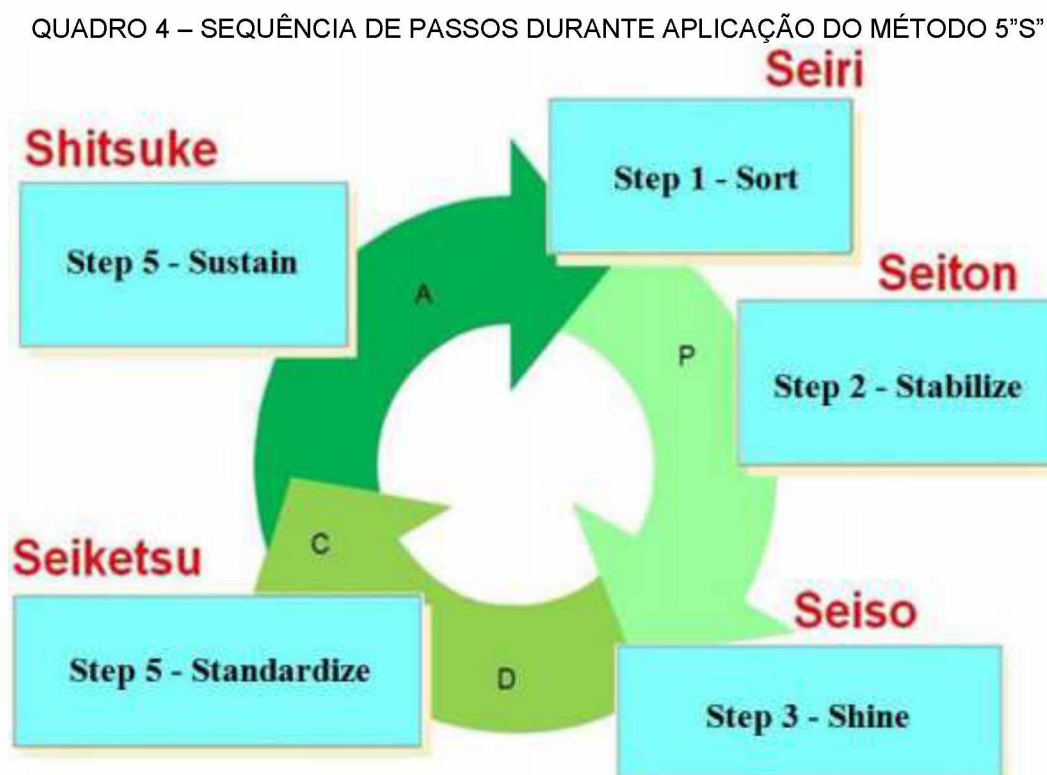 QUADRO 4 – SEQUÊNCIA DE PASSOS DURANTE APLICAÇÃO DO MÉTODO 5”S”
Seiri
Step 1 - Sort
Seiton
Step 2 - Stabilize
Seiso
Step 3 - Shine
Seiketsu
Step 5 - Standardize
Shitsuke
Step 5 - Sustain
P
D
C
A